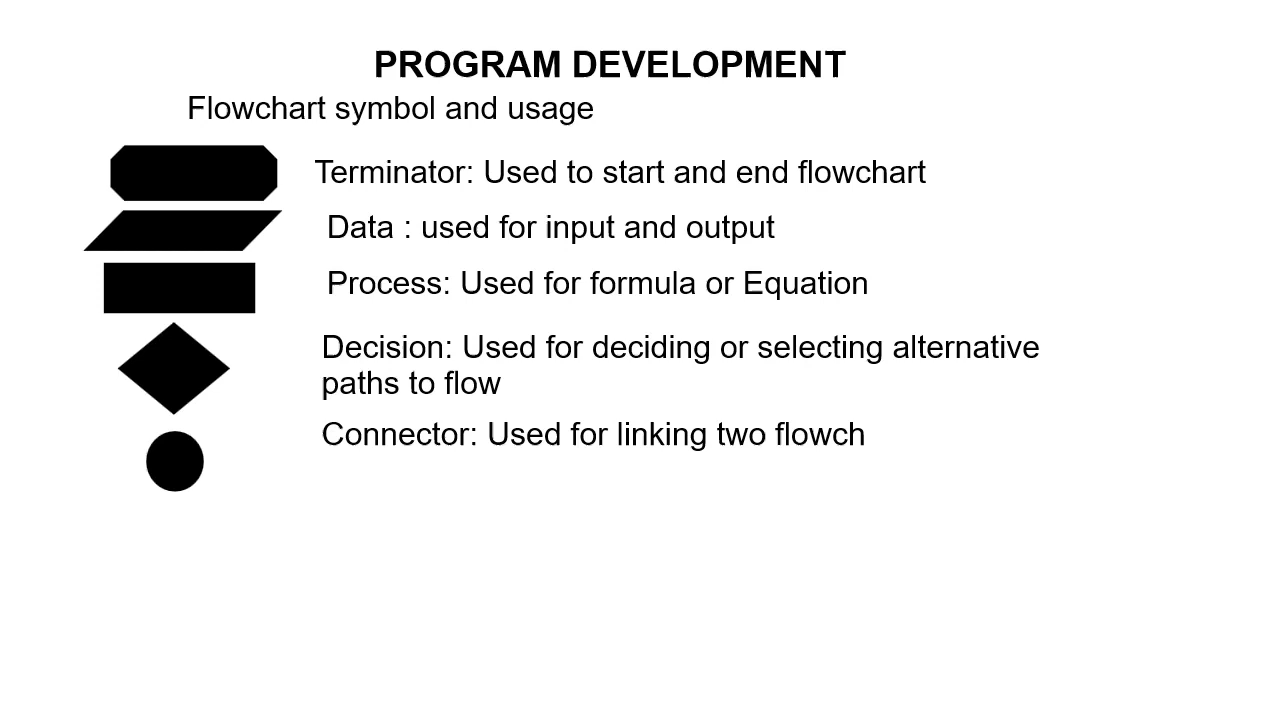 PROGRAM DEVELOPMENT
Flowchart symbol and usage
Terminator: Used to start and end flowchart
Data : used for input and output
Process: Used for formula or Equation
Decision: Used for deciding or selecting alternative
paths to flow
Connector: Used for linking two flowch